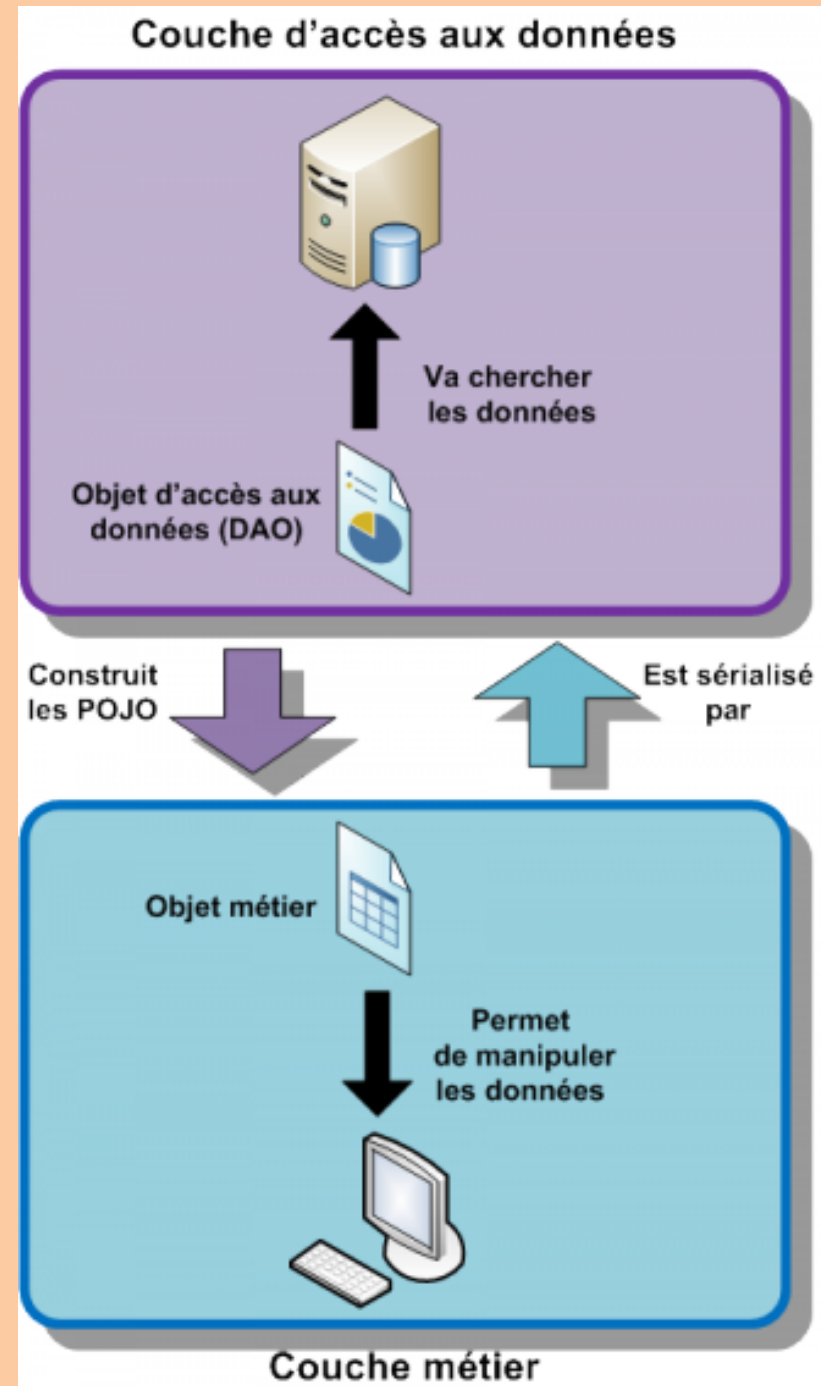 Couche d'accès aux données
Va chercher
les données
Objet d'accès aux
données (DAO)
Construit
les POJO
Est sérialisé
par
Objet métier
Permet
de manipuler
les données
Couche métier